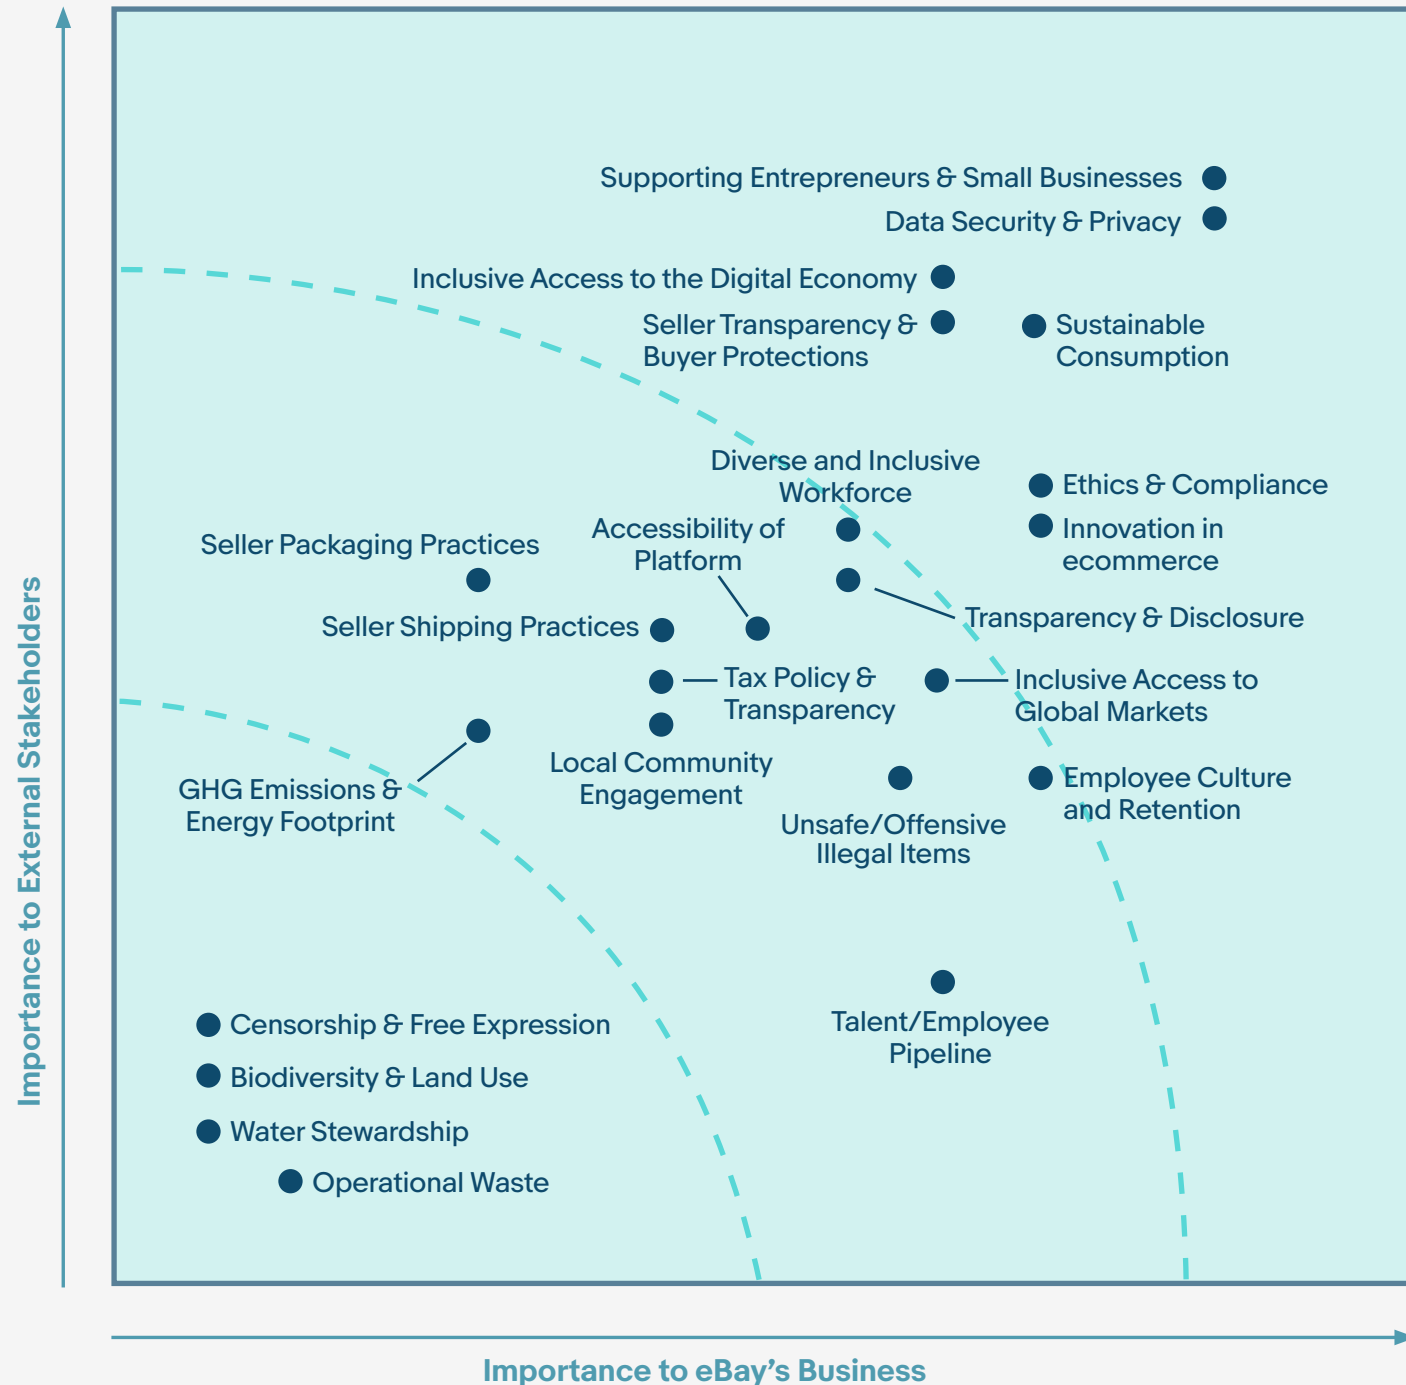 Supporting Entrepreneurs & Small Businesses
Data Security & Privacy
Inclusive Access to the Digital Economy
Seller Transparency &
Buyer Protections
Sustainable
Consumption
Diverse and Inclusive
Workforce
Ethics & Compliance
Innovation in
ecommerce
Accessibility of
Platform
Seller Packaging Practices
Seller Shipping Practices
Transparency & Disclosure
Tax Policy &
Transparency
Inclusive Access to
Global Markets
Local Community
Engagement
GHG Emissions &
Energy Footprint
Employee Culture
and Retention
Unsafe/Offensive
Illegal Items
Talent/Employee
Pipeline
Censorship & Free Expression
Biodiversity & Land Use
Water Stewardship
Operational Waste
Importance to External Stakeholders
Importance to eBay’s Business